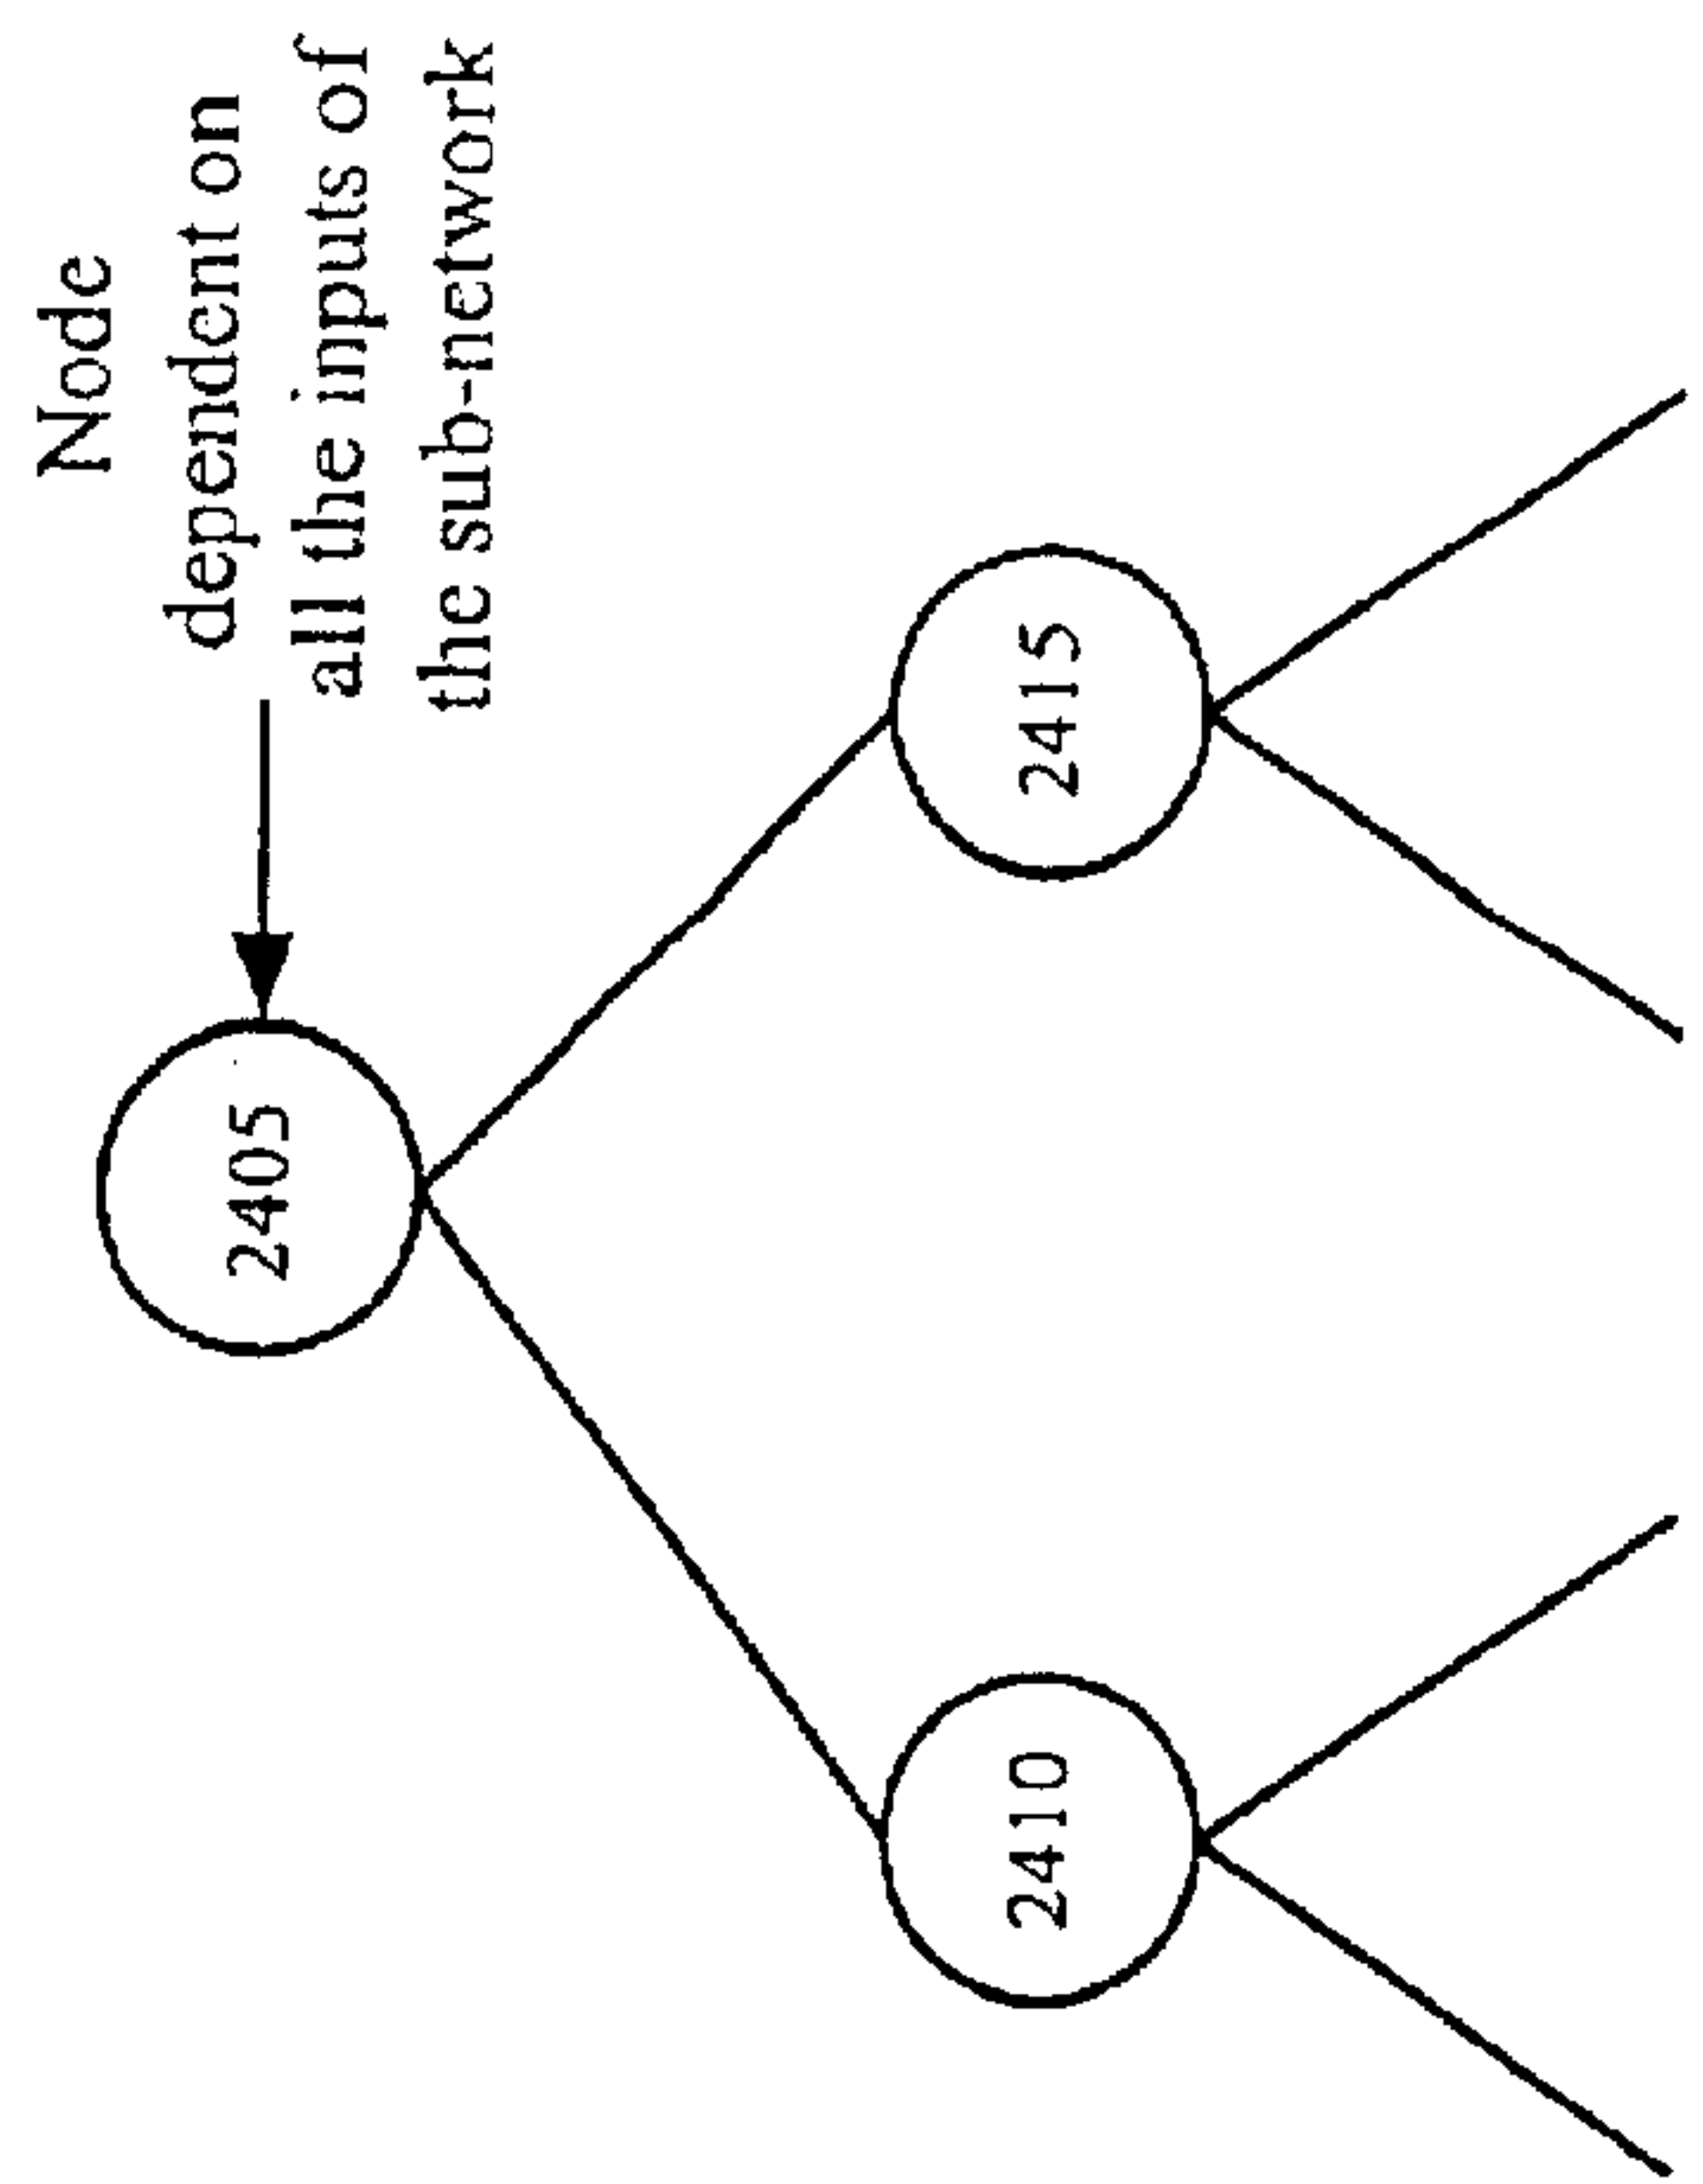 Node
dependent on
all the inputs of
the sub-network
2405
2410
2415